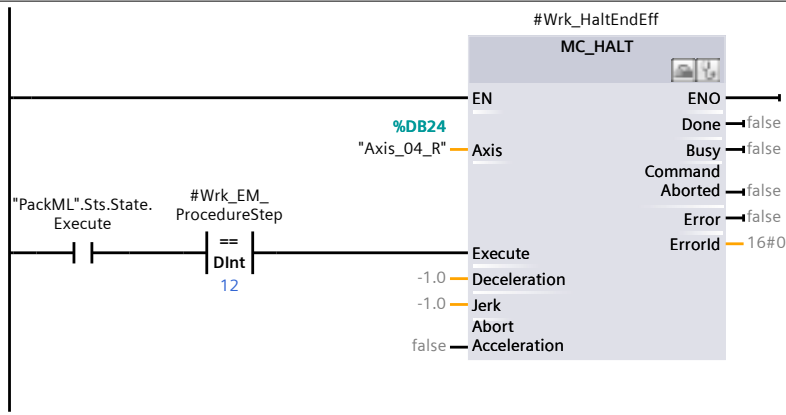 #Wrk_HaltEndEff
MC_HALT
EN
ENO
%DB24
Done
false
"Axis_04_R"
Axis
Busy
false
Command
Aborted
false
"PackML".Sts.State.
Execute
#Wrk_EM_
ProcedureStep
Error
false
==
DInt
12
Execute
ErrorId
16#0
-1.0
Deceleration
-1.0
Jerk
Abort
false
Acceleration